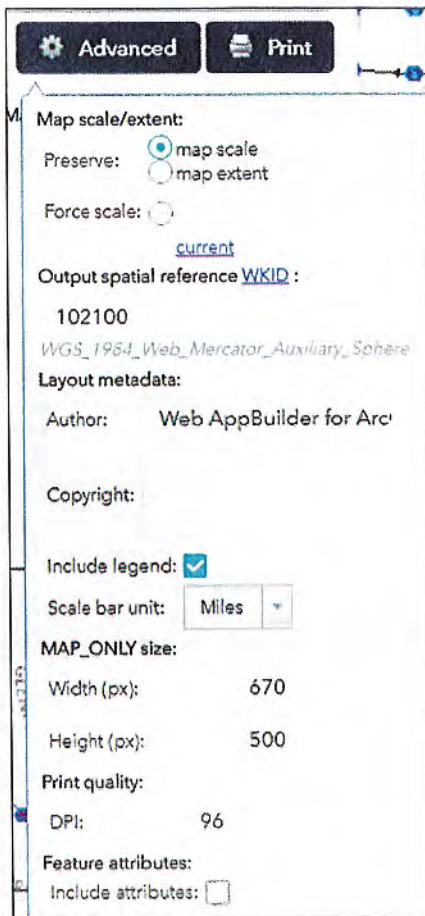 Advanced Print
Map scale/extent:
Preserve: map scale
map extent
Force scale:
current
Output spatial reference WKID :
102100
WGS_1984_Web_Mercator_Auxiliary_Sphere
Layout metadata:
Author: Web AppBuilder for Arc
Copyright:
Include legend:
Scale bar unit: Miles
MAP_ONLY size:
Width (px): 670
Height (px): 500
Print quality:
DPI: 96
Feature attributes:
Include attributes: